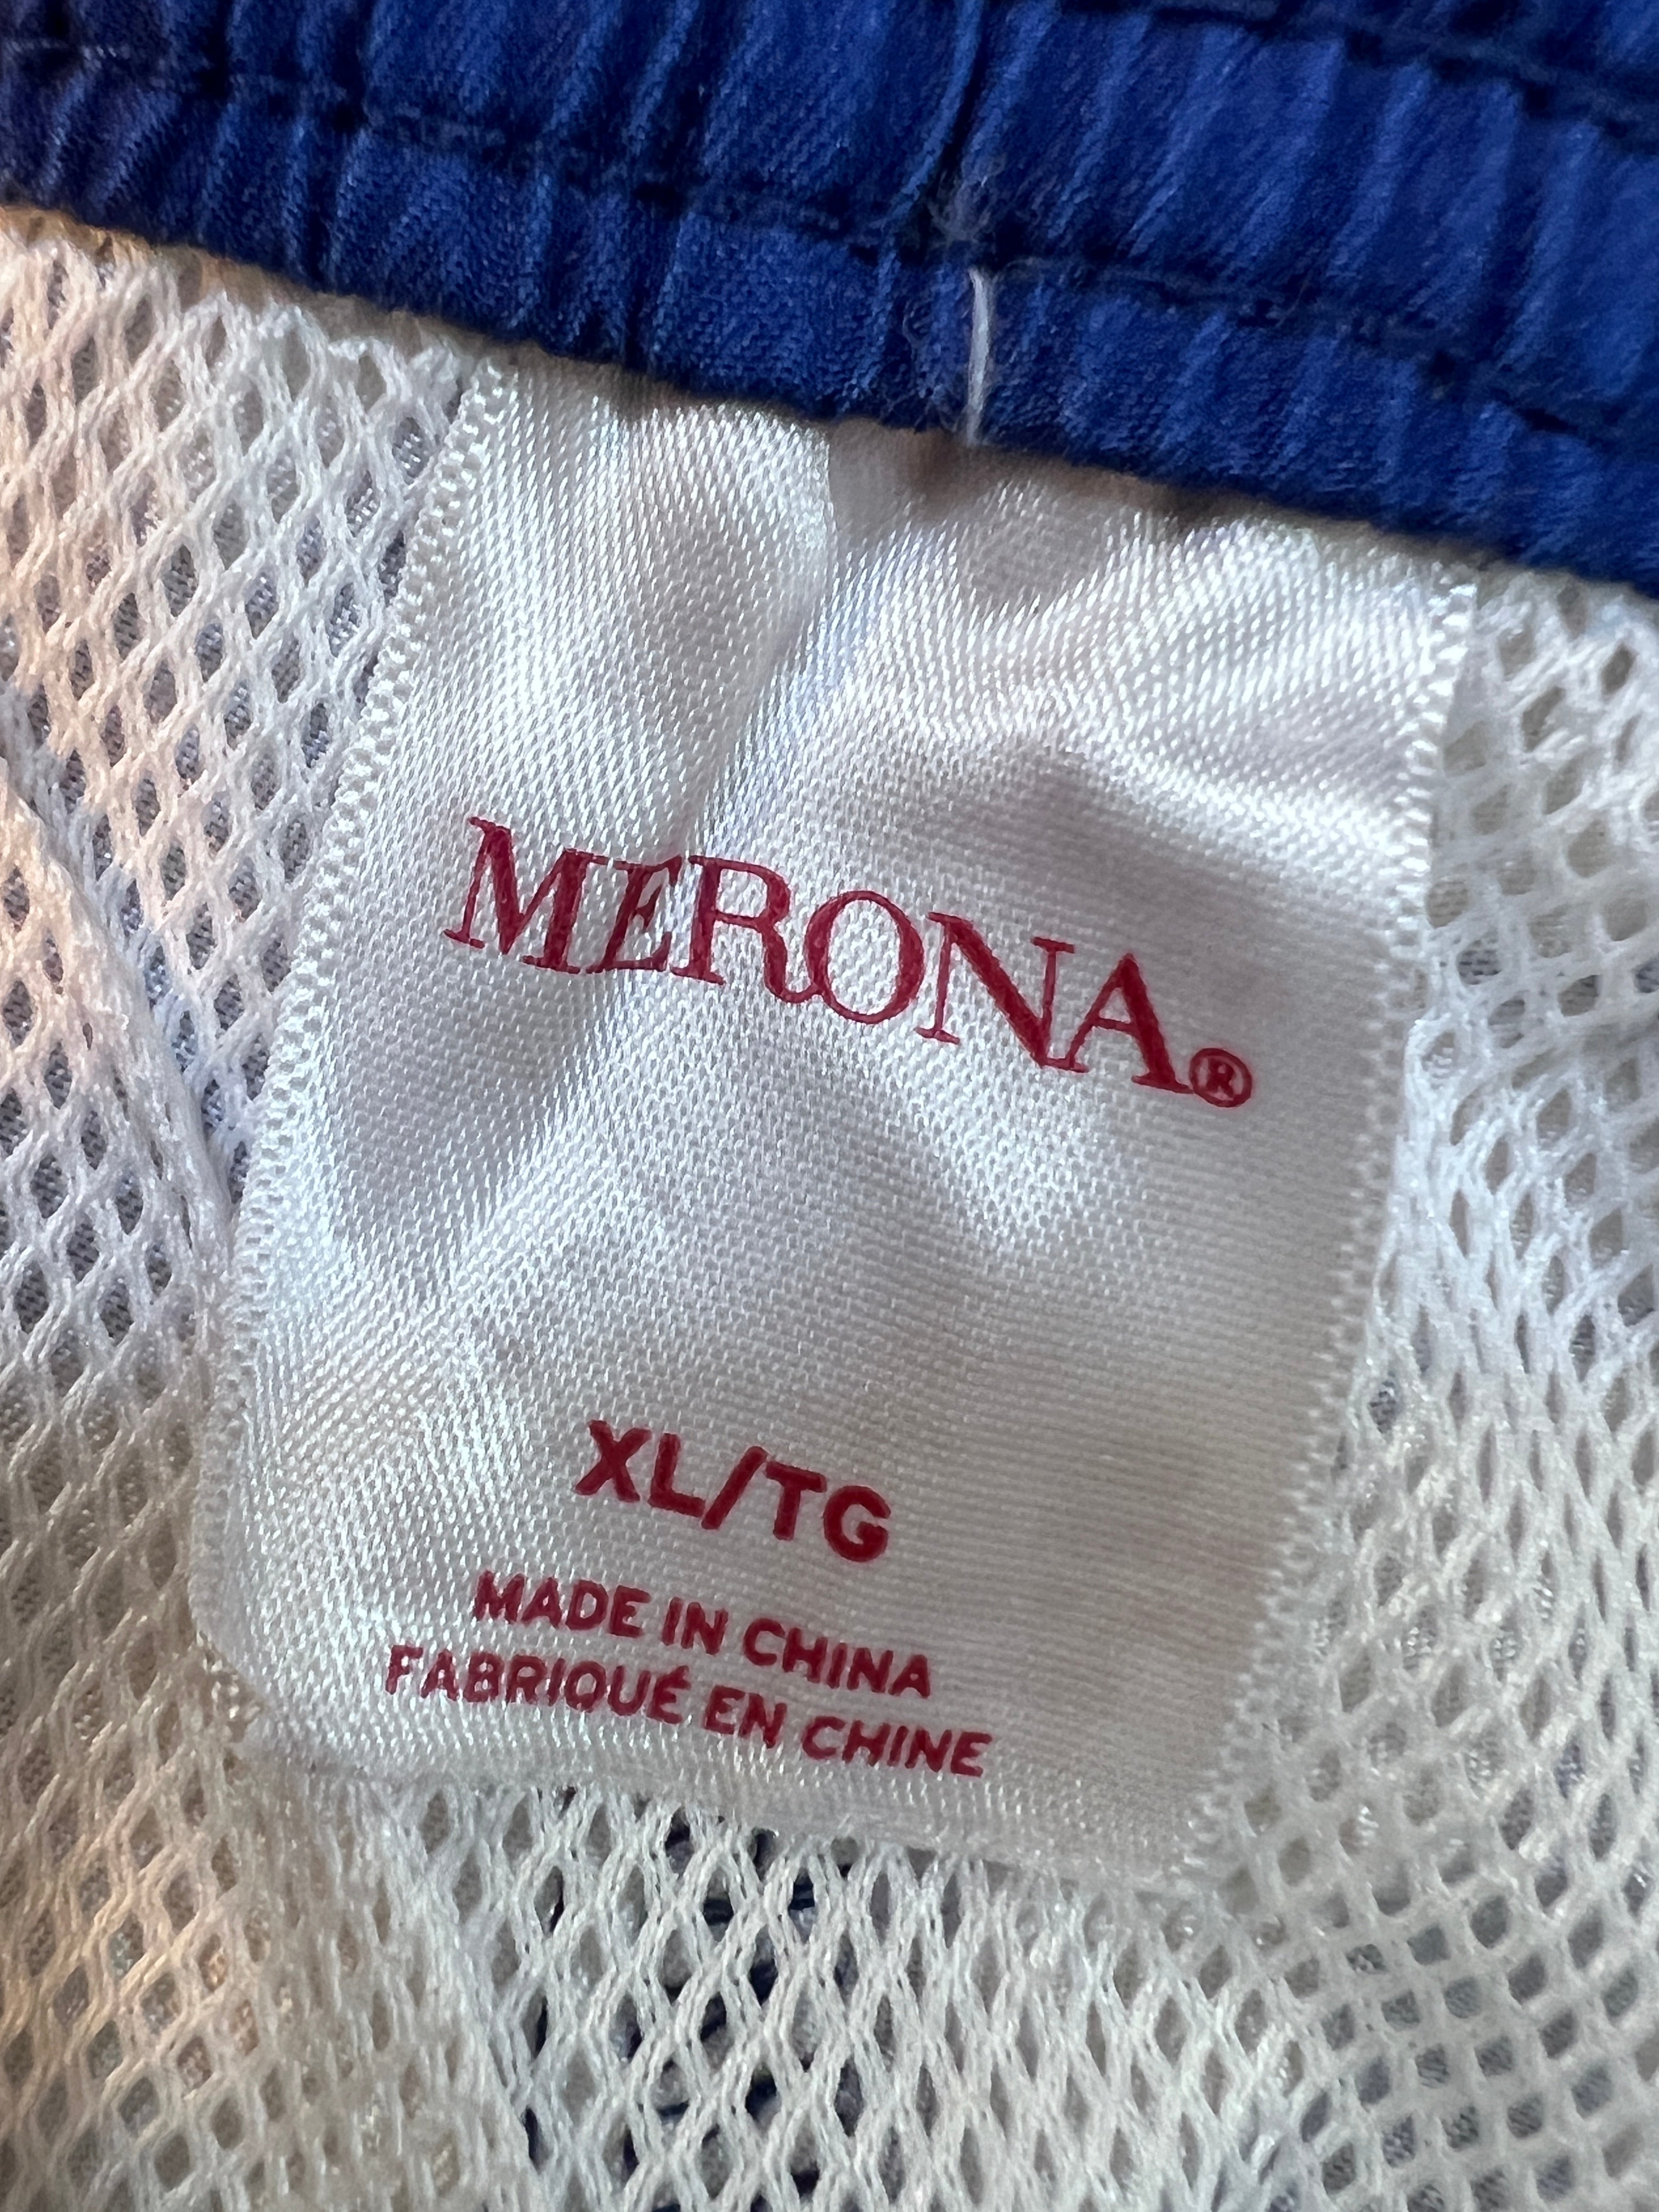 MERONA®
XL/TG
MADE IN CHINA
FABRIQUÉ EN CHINE